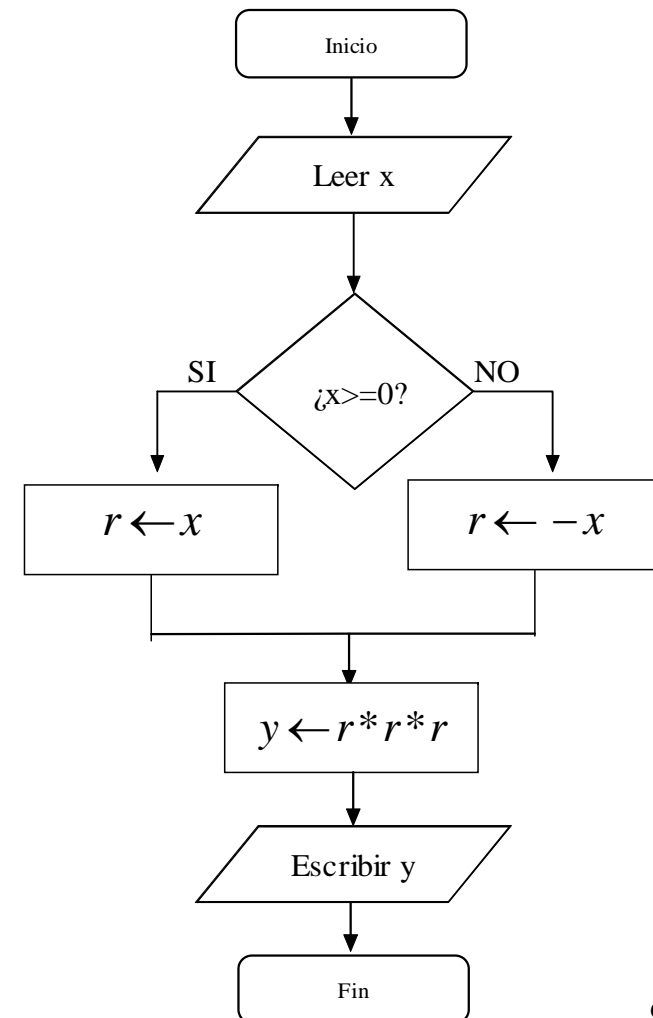 Inicio
Leer x
SI
NO
¿x>=0?
r ← x
r ← − x
y ← r * r * r
Escribir y
Fin